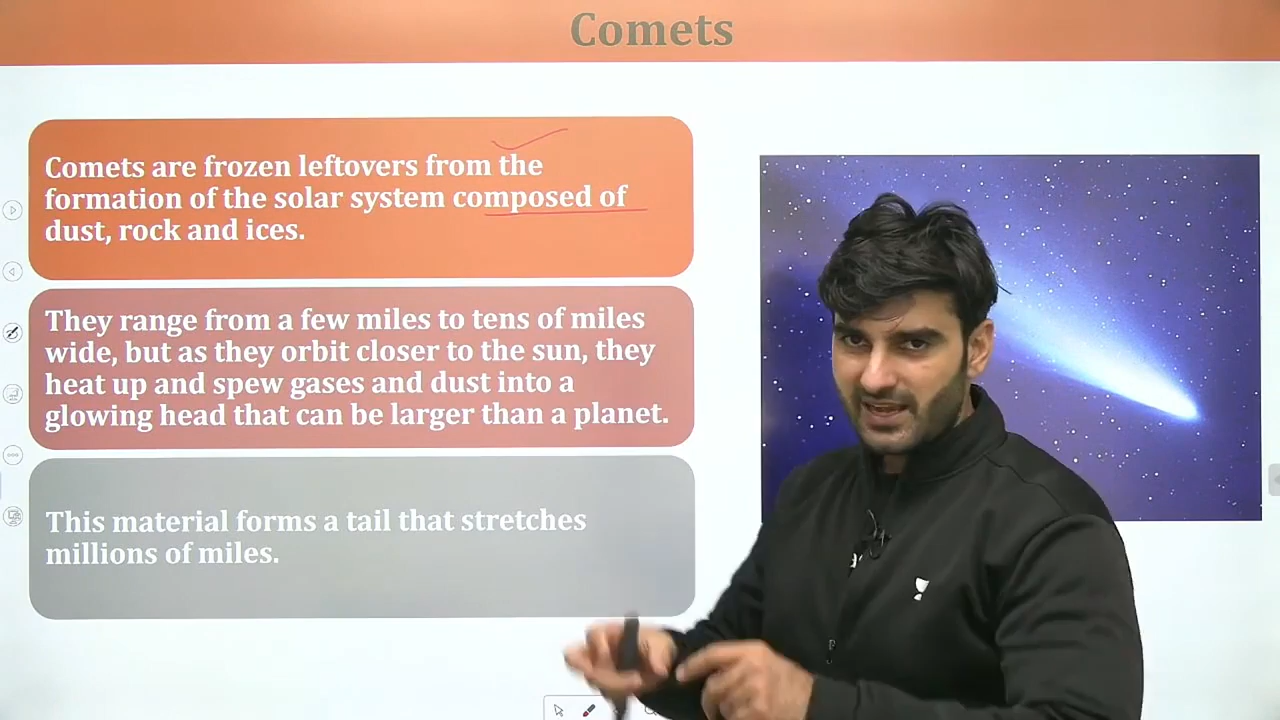 Comets
Comets are frozen leftovers from the
formation of the solar system composed of
dust, rock and ices.
They range from a few miles to tens of miles
wide, but as they orbit closer to the sun, they
heat up and spew gases and dust into a
glowing head that can be larger than a planet.
This material forms a tail that stretches
millions of miles.